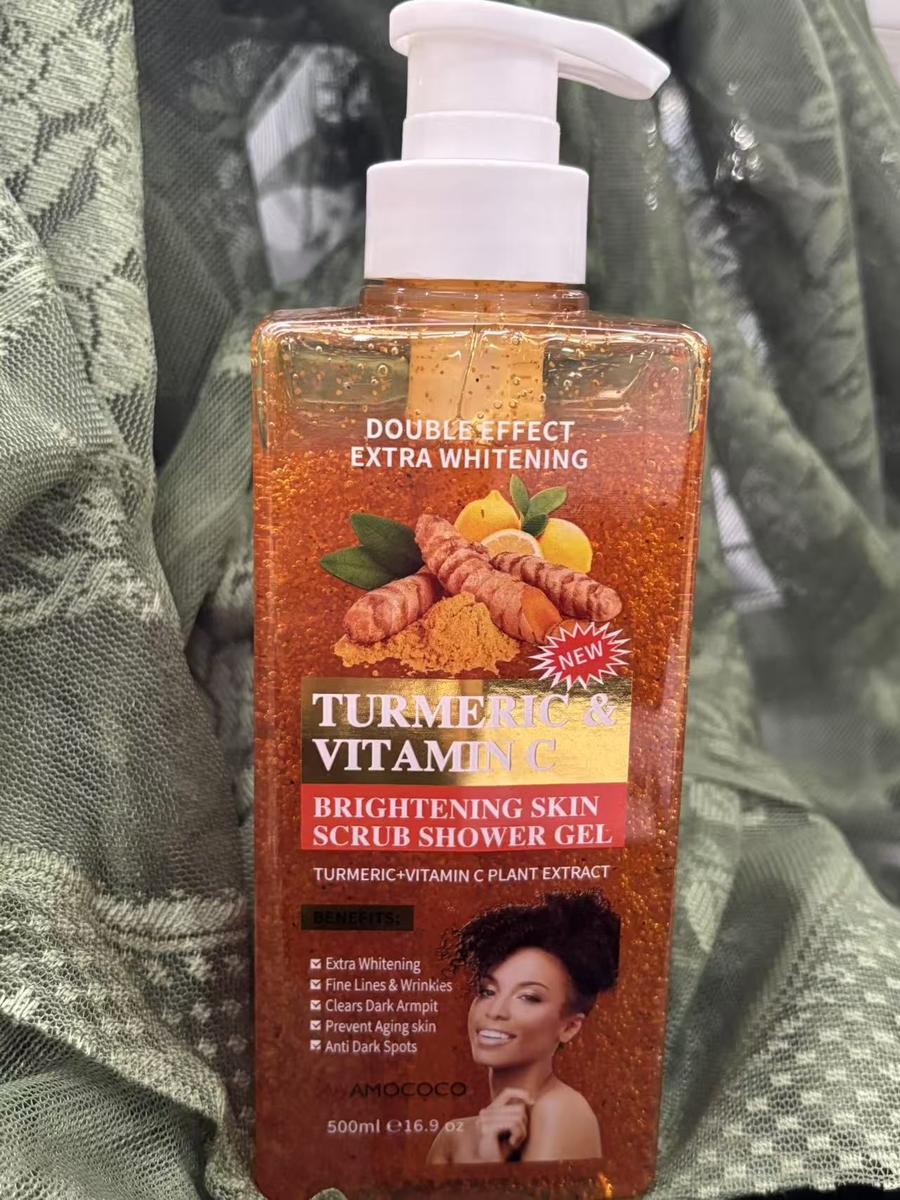 DOUBLE EFFECT
EXTRA WHITENING
NEW
TURMERIC &
VITAMIN C
BRIGHTENING SKIN
SCRUB SHOWER GEL
TURMERIC+VITAMIN C PLANT EXTRACT
BENEFITS:
Extra Whitening
Fine Lines & Wrinkles
Clears Dark Armpit
Prevent Aging skin
Anti Dark Spots
AMOCOCO
500ml ℮16.9 oz